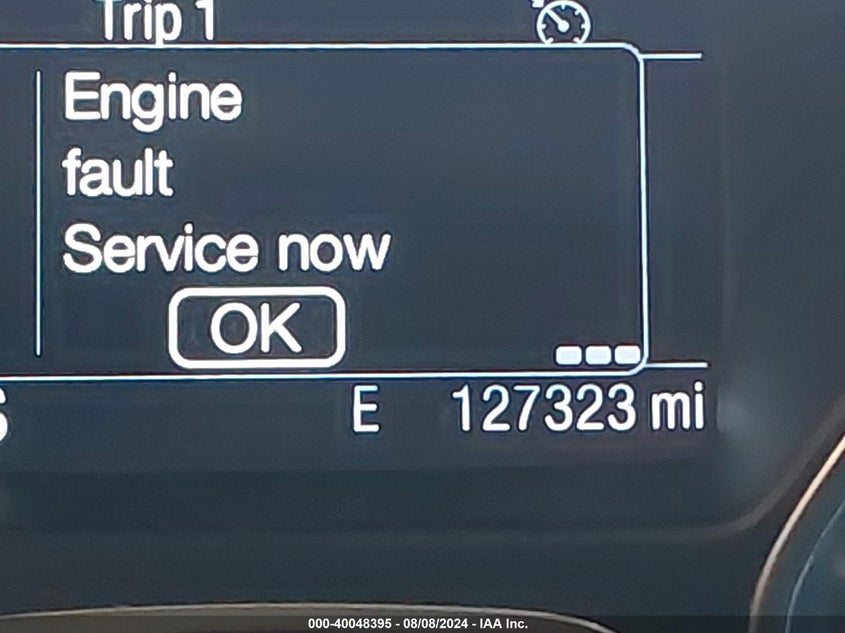 Trip 1
Engine
fault
Service now
OK
E 127323 mi
000-40048395 - 08/08/2024 - IAA Inc.